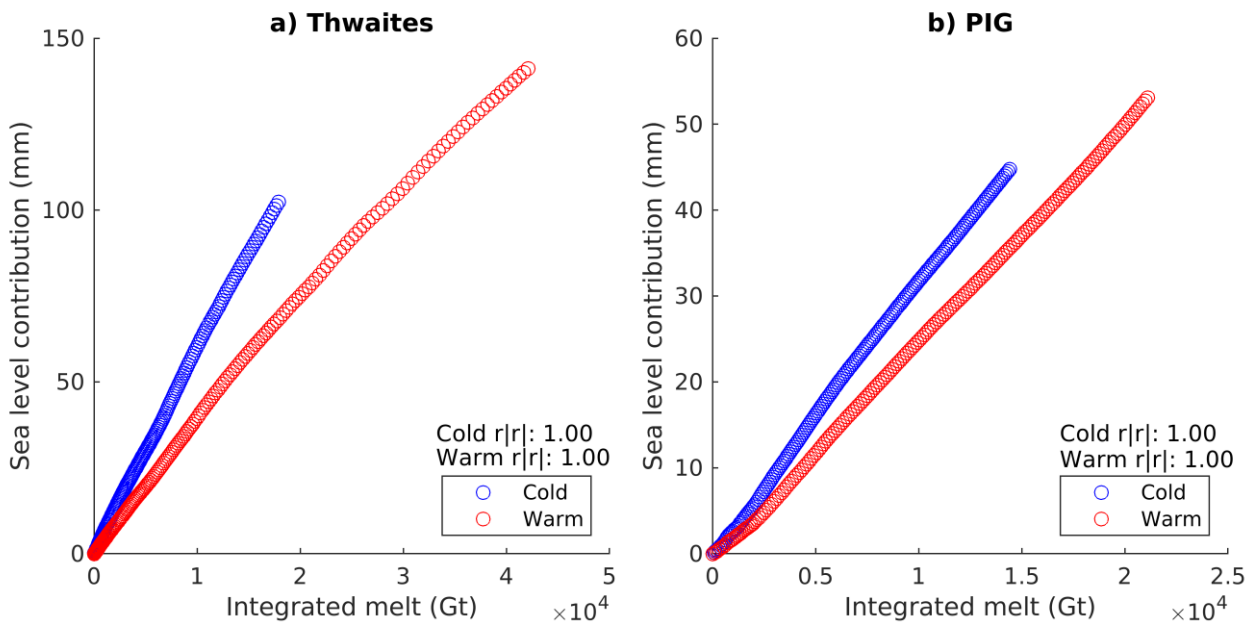 a) Thwaites
150
100
50
0
Sea level contribution (mm)
Cold r|r|: 1.00
Warm r|r|: 1.00
Cold
Warm
0 1 2 3 4 5
Integrated melt (Gt) ×10^4
b) PIG
60
50
40
30
20
10
0
Sea level contribution (mm)
Cold r|r|: 1.00
Warm r|r|: 1.00
Cold
Warm
0 0.5 1 1.5 2 2.5
Integrated melt (Gt) ×10^4